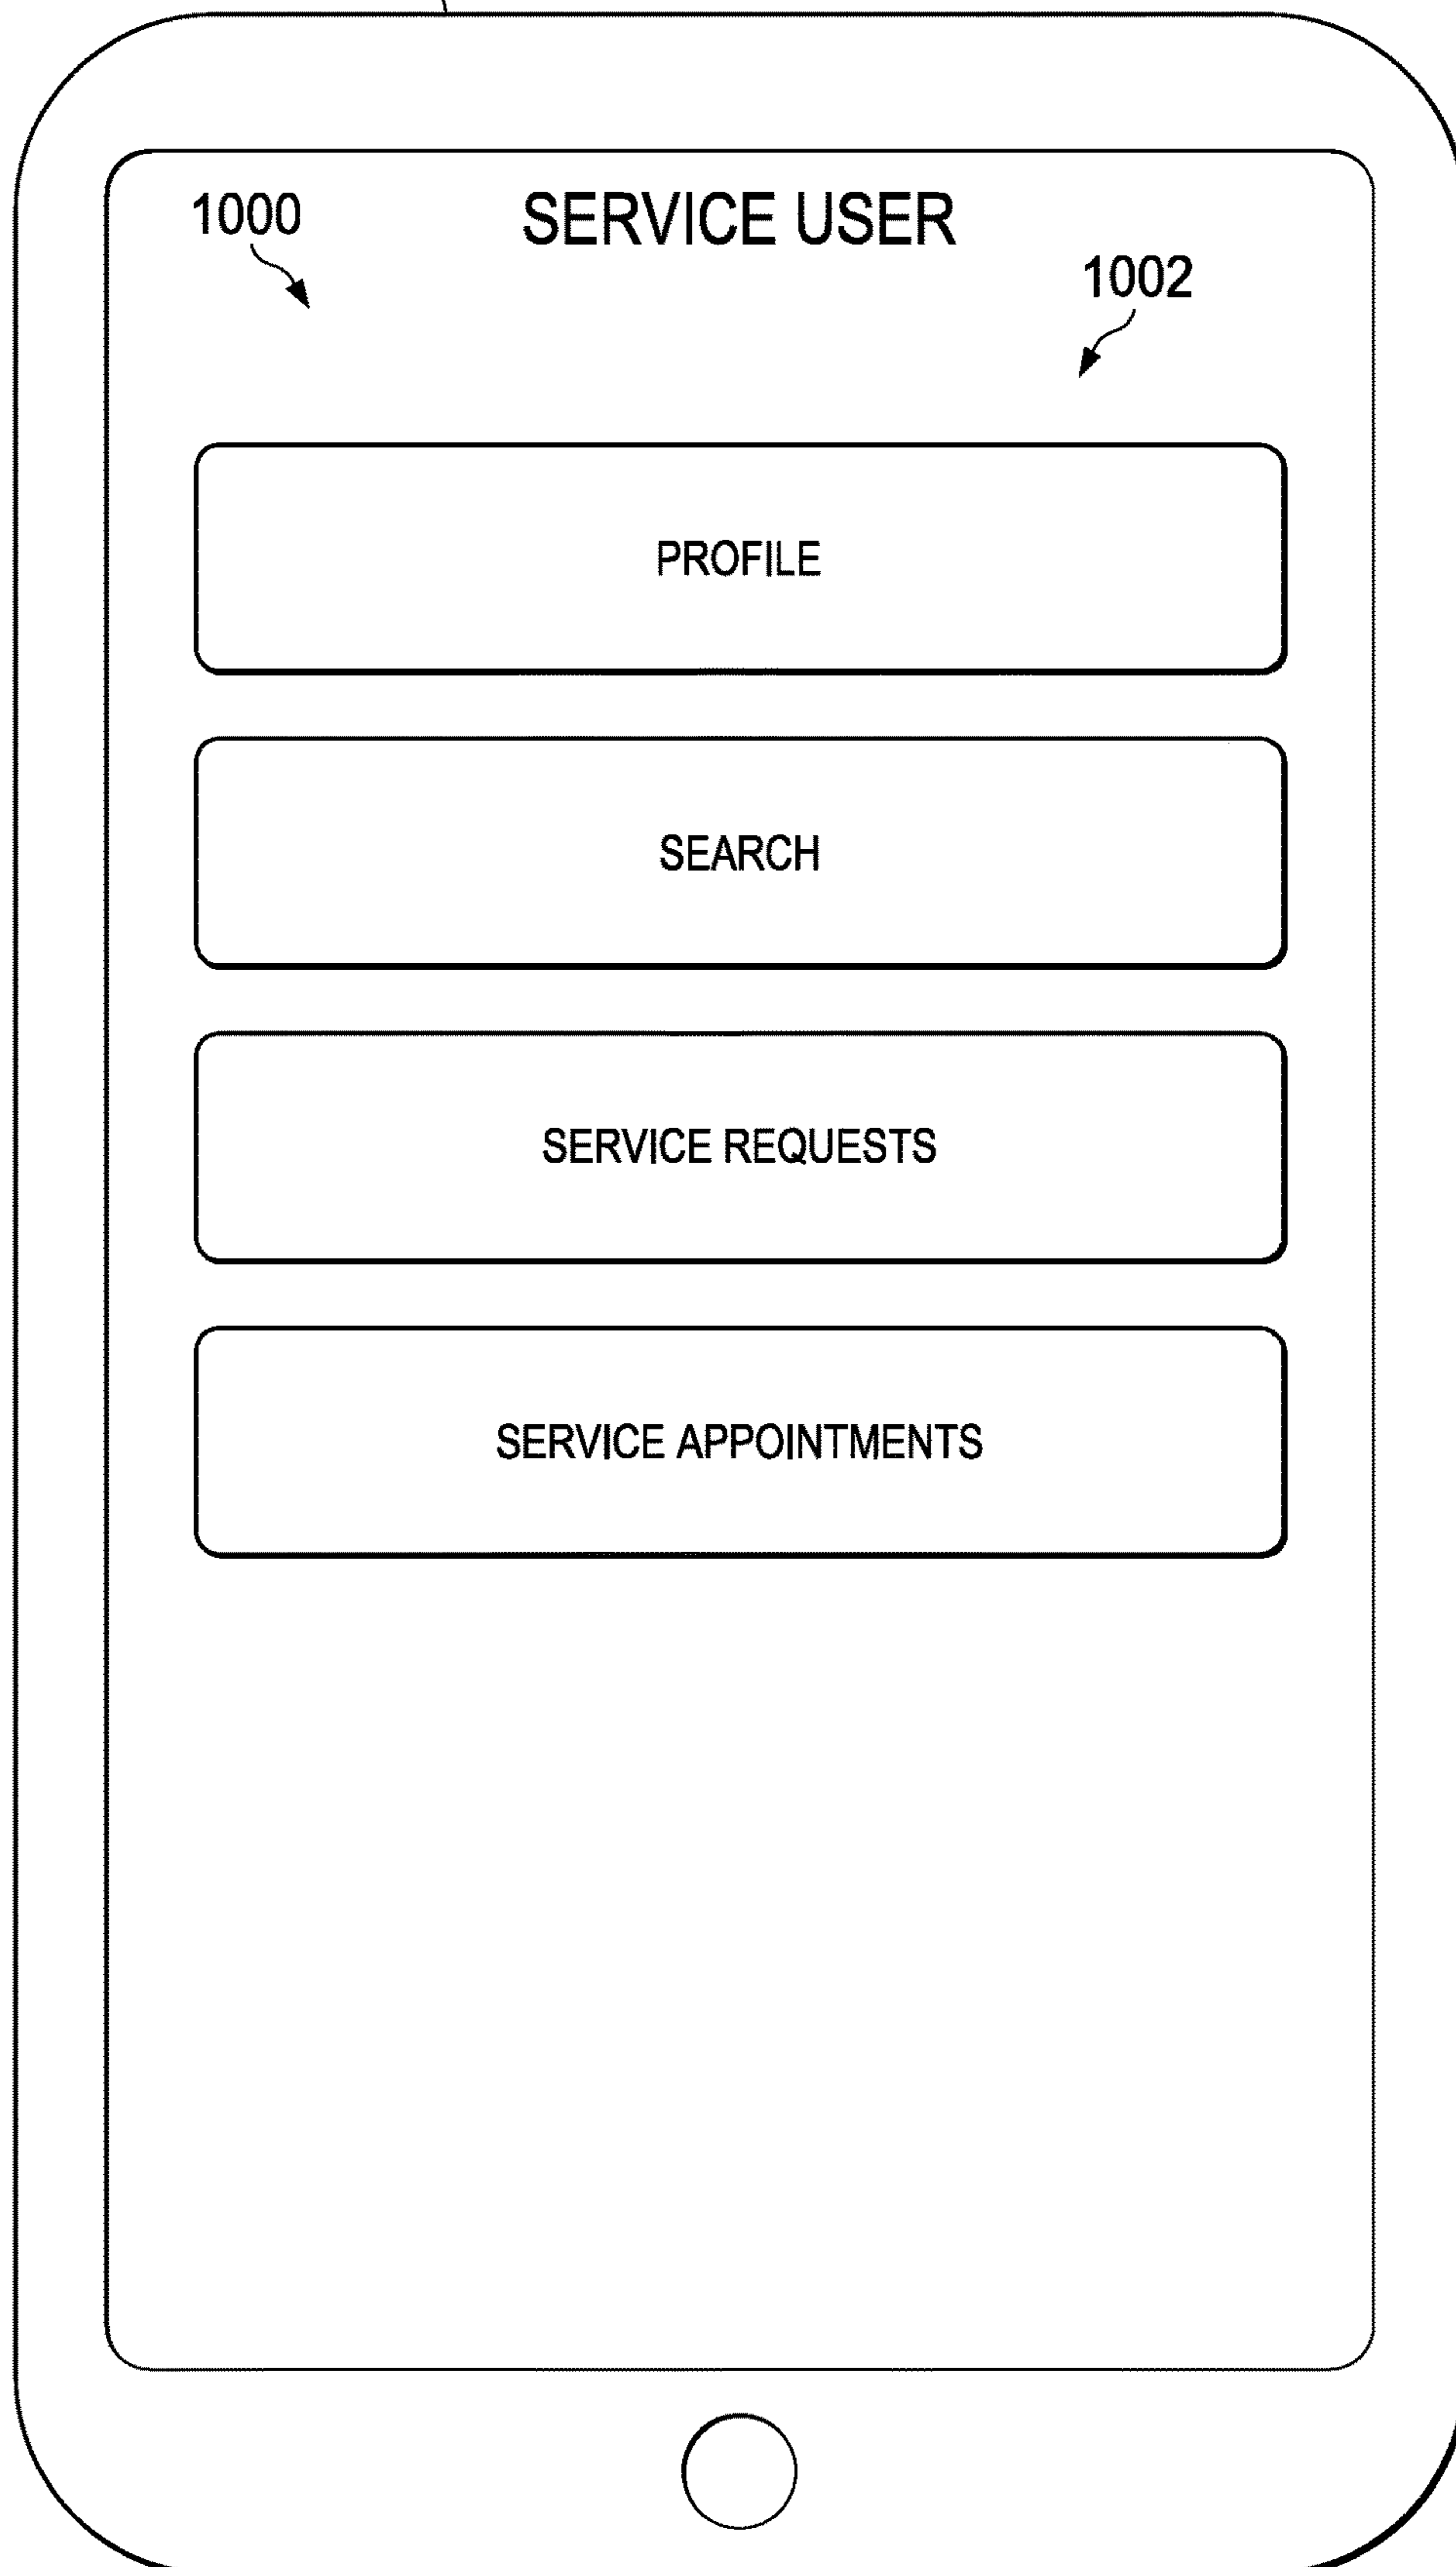 1000
SERVICE USER
1002
PROFILE
SEARCH
SERVICE REQUESTS
SERVICE APPOINTMENTS